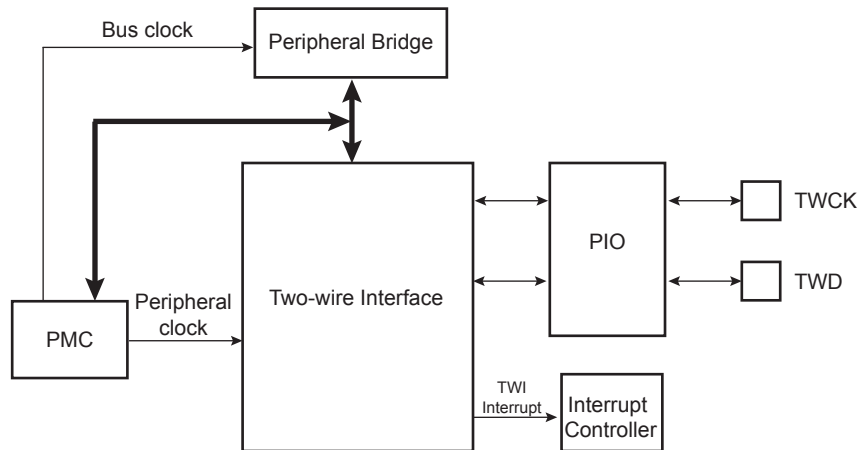 Bus clock
Peripheral Bridge
TWCK
PIO
TWD
Two-wire Interface
Peripheral
clock
PMC
TWI
Interrupt
Interrupt
Controller